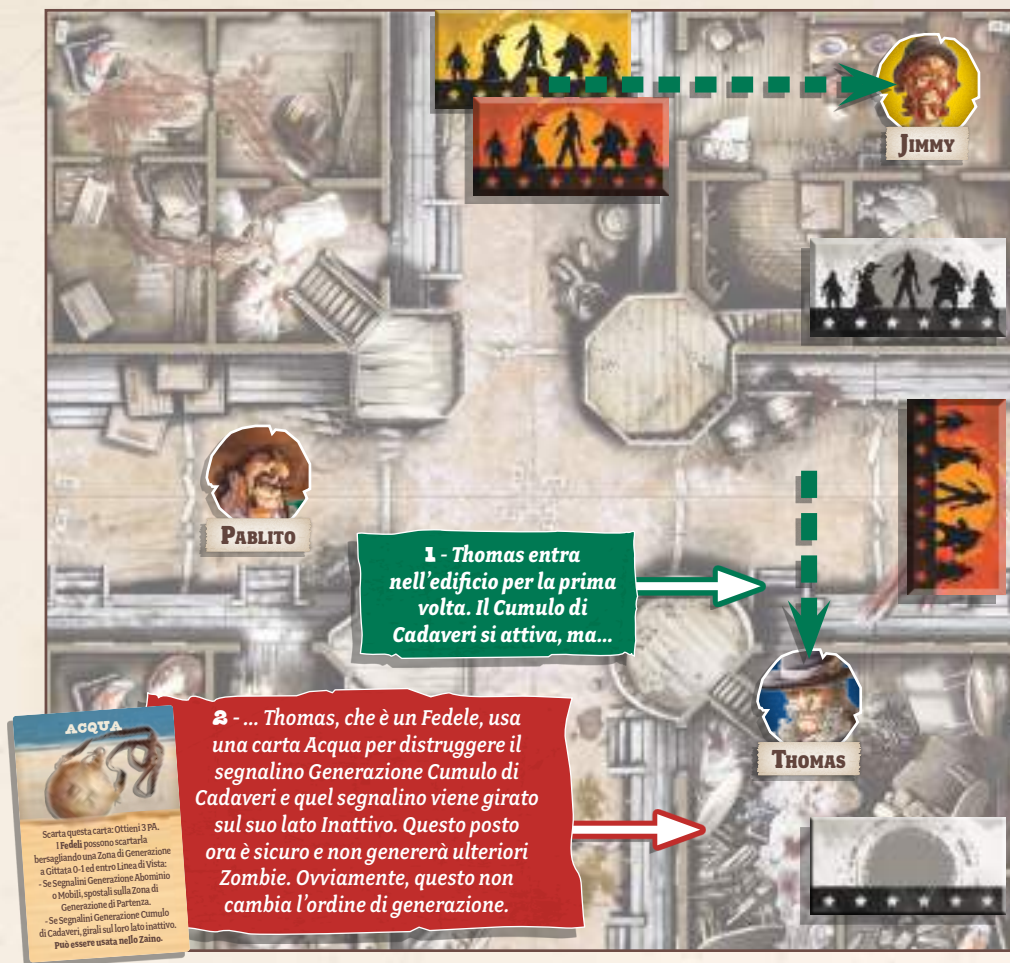 JIMMY
PABLITO
1 - Thomas entra
nell'edificio per la prima
volta. Il Cumulo di
Cadaveri si attiva, ma...
THOMAS
2 - ... Thomas, che è un Fedele, usa
una carta Acqua per distruggere il
segnalino Generazione Cumulo di
Cadaveri e quel segnalino viene girato
sul suo lato Inattivo. Questo posto
ora è sicuro e non genererà ulteriori
Zombie. Ovviamente, questo non
cambia l'ordine di generazione.
ACQUA
Scarta questa carta: Ottieni 3 PA.
I Fedeli possono scartarla
bersagliando una Zona di Generazione
a Gittata 0-1 ed entro Linea di Vista:
- Se Segnalini Generazione Abominio
o Mobili, spostali sulla Zona di
Generazione di Partenza.
- Se Segnalini Generazione Cumulo
di Cadaveri, girali sul loro lato inattivo.
Può essere usata nello Zaino.